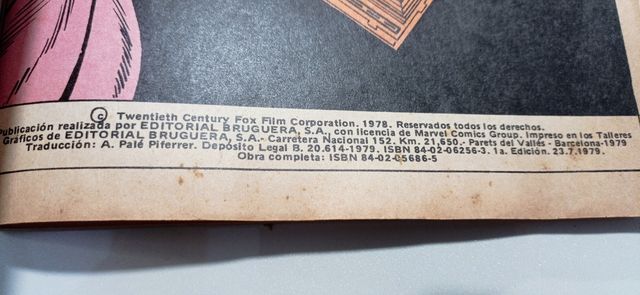 © Twentieth Century Fox Film Corporation. 1978. Reservados todos los derechos.
Publicación realizada por EDITORIAL BRUGUERA, S.A., con licencia de Marvel Comics Group. Impreso en los Talleres
Gráficos de EDITORIAL BRUGUERA, S.A.- Carretera Nacional 152. Km. 21,650.- Parets del Vallés - Barcelona-1979
Traducción: A. Palé Piferrer. Depósito Legal B. 20.614-1979. ISBN 84-02-06256-3. 1a. Edición. 23.7.1979.
Obra completa: ISBN 84-02-05686-5